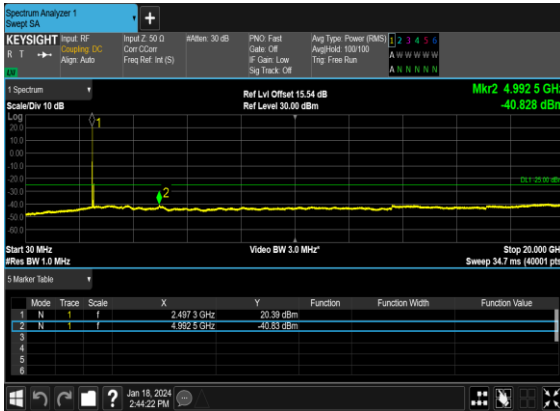 Spectrum Analyzer 1
Swept SA
+
KEYSIGHT Input: RF Input Z: 50 Ω #Atten: 30 dB PNO: Fast Avg Type: Power (RMS) 1 2 3 4 5 6
R T Coupling: DC Corr CCorr Gate: Off Avg|Hold: 100/100 A W W W W W
Align: Auto Freq Ref: Int (S) IF Gain: Low Trig: Free Run
Sig Track: Off A N N N N N
1 Spectrum Ref Lvl Offset 15.54 dB Mkr2 4.992 5 GHz
Scale/Div 10 dB Ref Level 30.00 dBm -40.828 dBm
Log
20.0
10.0
0.00
-10.0
-20.0
-30.0
-40.0
-50.0
-60.0
1
2
DL1 -25.00 dBm
Start 30 MHz Video BW 3.0 MHz* Stop 20.000 GHz
#Res BW 1.0 MHz Sweep 34.7 ms (40001 pts)
5 Marker Table
Mode Trace Scale X Y Function Function Width Function Value
1 N 1 f 2.497 3 GHz 20.39 dBm
2 N 1 f 4.992 5 GHz -40.83 dBm
3
4
5
6
? Jan 18, 2024
2:44:22 PM